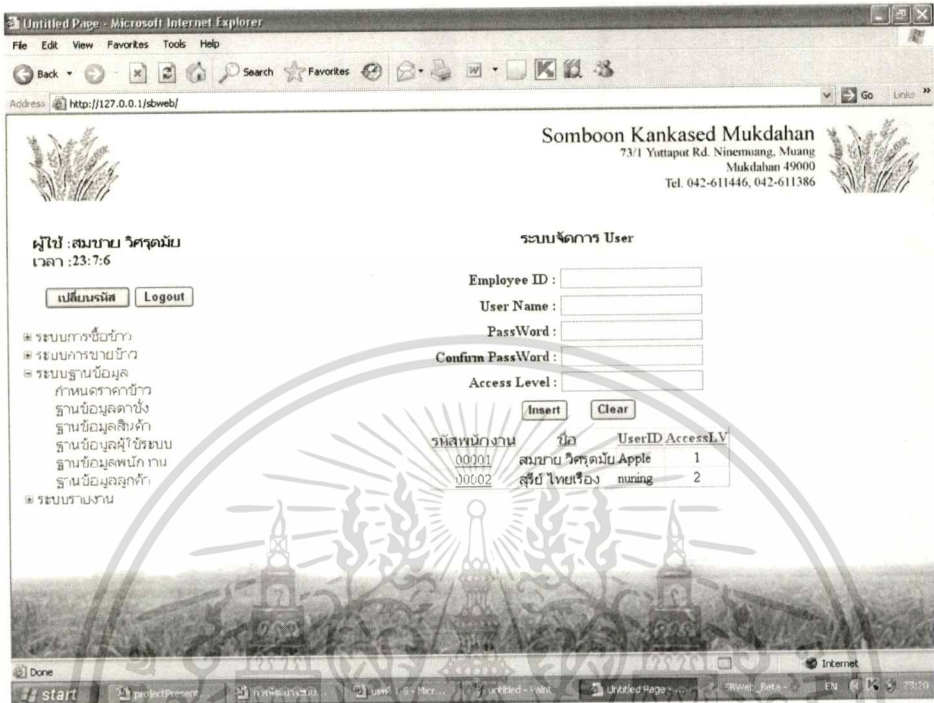 Untitled Page - Microsoft Internet Explorer
File Edit View Favorites Tools Help
Back Search Favorites
Address http://127.0.0.1/sbweb/ Go Links
Somboon Kankased Mukdahan
73/1 Yuttaput Rd. Ninemuang, Muang
Mukdahan 49000
Tel. 042-611446, 042-611386
ผู้ใช้ :สมชาย วิศรุตมัย
เวลา :23:7:6
เปลี่ยนรหัส Logout
ระบบการซื้อข้าว
ระบบการขายข้าว
ระบบฐานข้อมูล
กำหนดราคาข้าว
ฐานข้อมูลตาชั่ง
ฐานข้อมูลสินค้า
ฐานข้อมูลผู้ใช้ระบบ
ฐานข้อมูลพนักงาน
ฐานข้อมูลลูกค้า
ระบบรายงาน
ระบบจัดการ User
Employee ID :
User Name :
PassWord :
Confirm PassWord :
Access Level :
Insert Clear
รหัสพนักงาน ชื่อ UserID AccessLV
00001 สมชาย วิศรุตมัย Apple 1
00002 สุรีย์ ไทยเรือง nuning 2
Done Internet
start projectPresent... untitled - Paint Untitled Page - ... SBWeb_Beta - EN 23:20